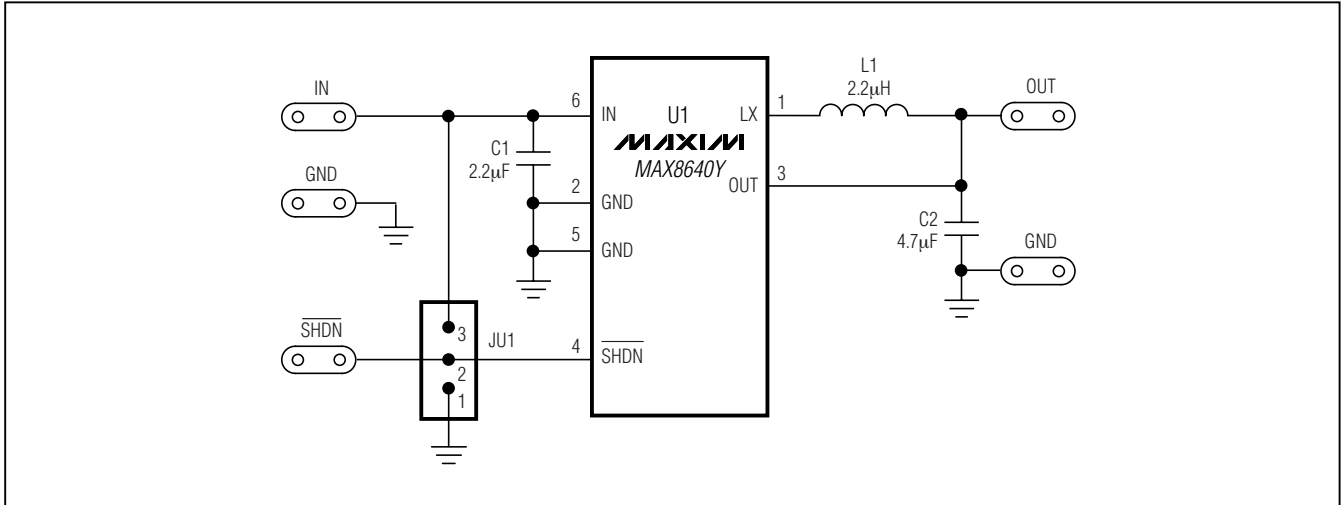 IN
GND
SHDN
C1
2.2µF
6
2
5
4
3
2
1
JU1
IN
GND
GND
SHDN
U1
MAXIM
MAX8640Y
LX
OUT
1
3
L1
2.2µH
C2
4.7µF
OUT
GND